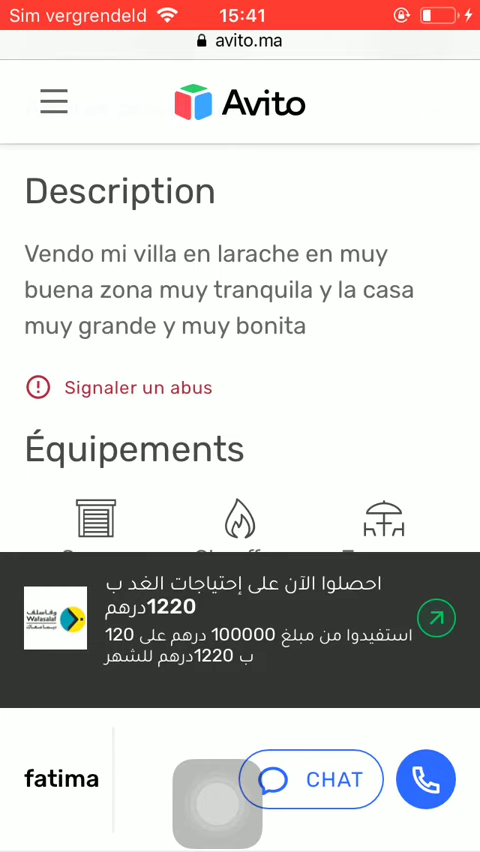 Sim vergrendeld
15:41
avito.ma
Avito
Description
Vendo mi villa en larache en muy
buena zona muy tranquila y la casa
muy grande y muy bonita
Signaler un abus
Équipements
احصلوا الآن على إحتياجات الغد ب
1220درهم
استفيدوا من مبلغ 100000 درهم على 120
ب 1220درهم للشهر
وفاسلف
Wafasalaf
fatima
CHAT